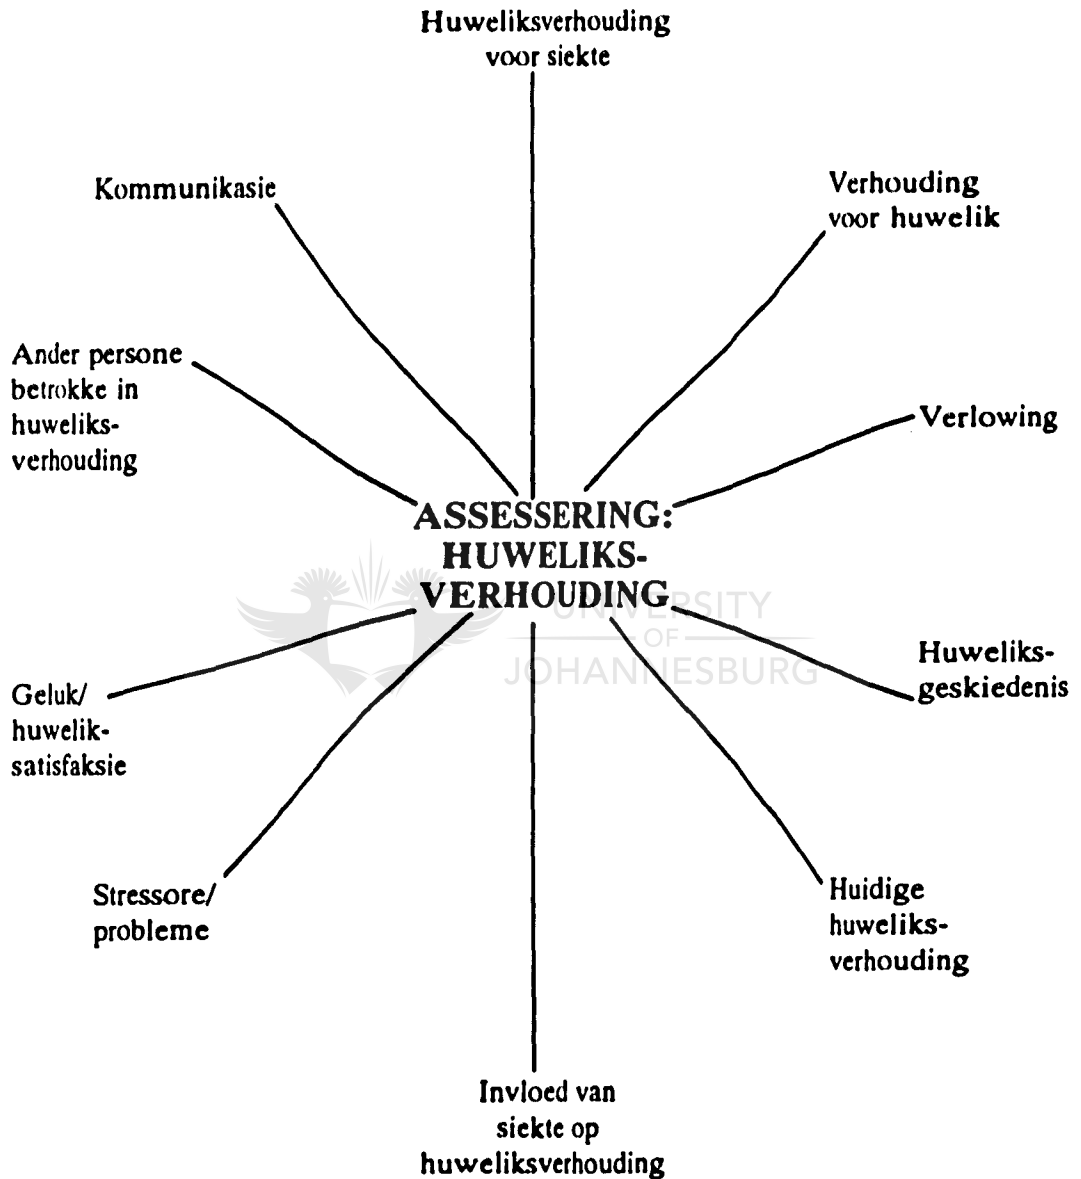 Huweliksverhouding
voor siekte
Kommunikasie
Verhouding
voor huwelik
Ander persone
betrokke in
huweliks-
verhouding
Verlowing
ASSESSERING:
HUWELIKS-
VERHOUDING
UNIVERSITY
OF
JOHANNESBURG
Huweliks-
geskiedenis
Geluk/
huwelik-
satisfaksie
Stressore/
probleme
Huidige
huweliks-
verhouding
Invloed van
siekte op
huweliksverhouding